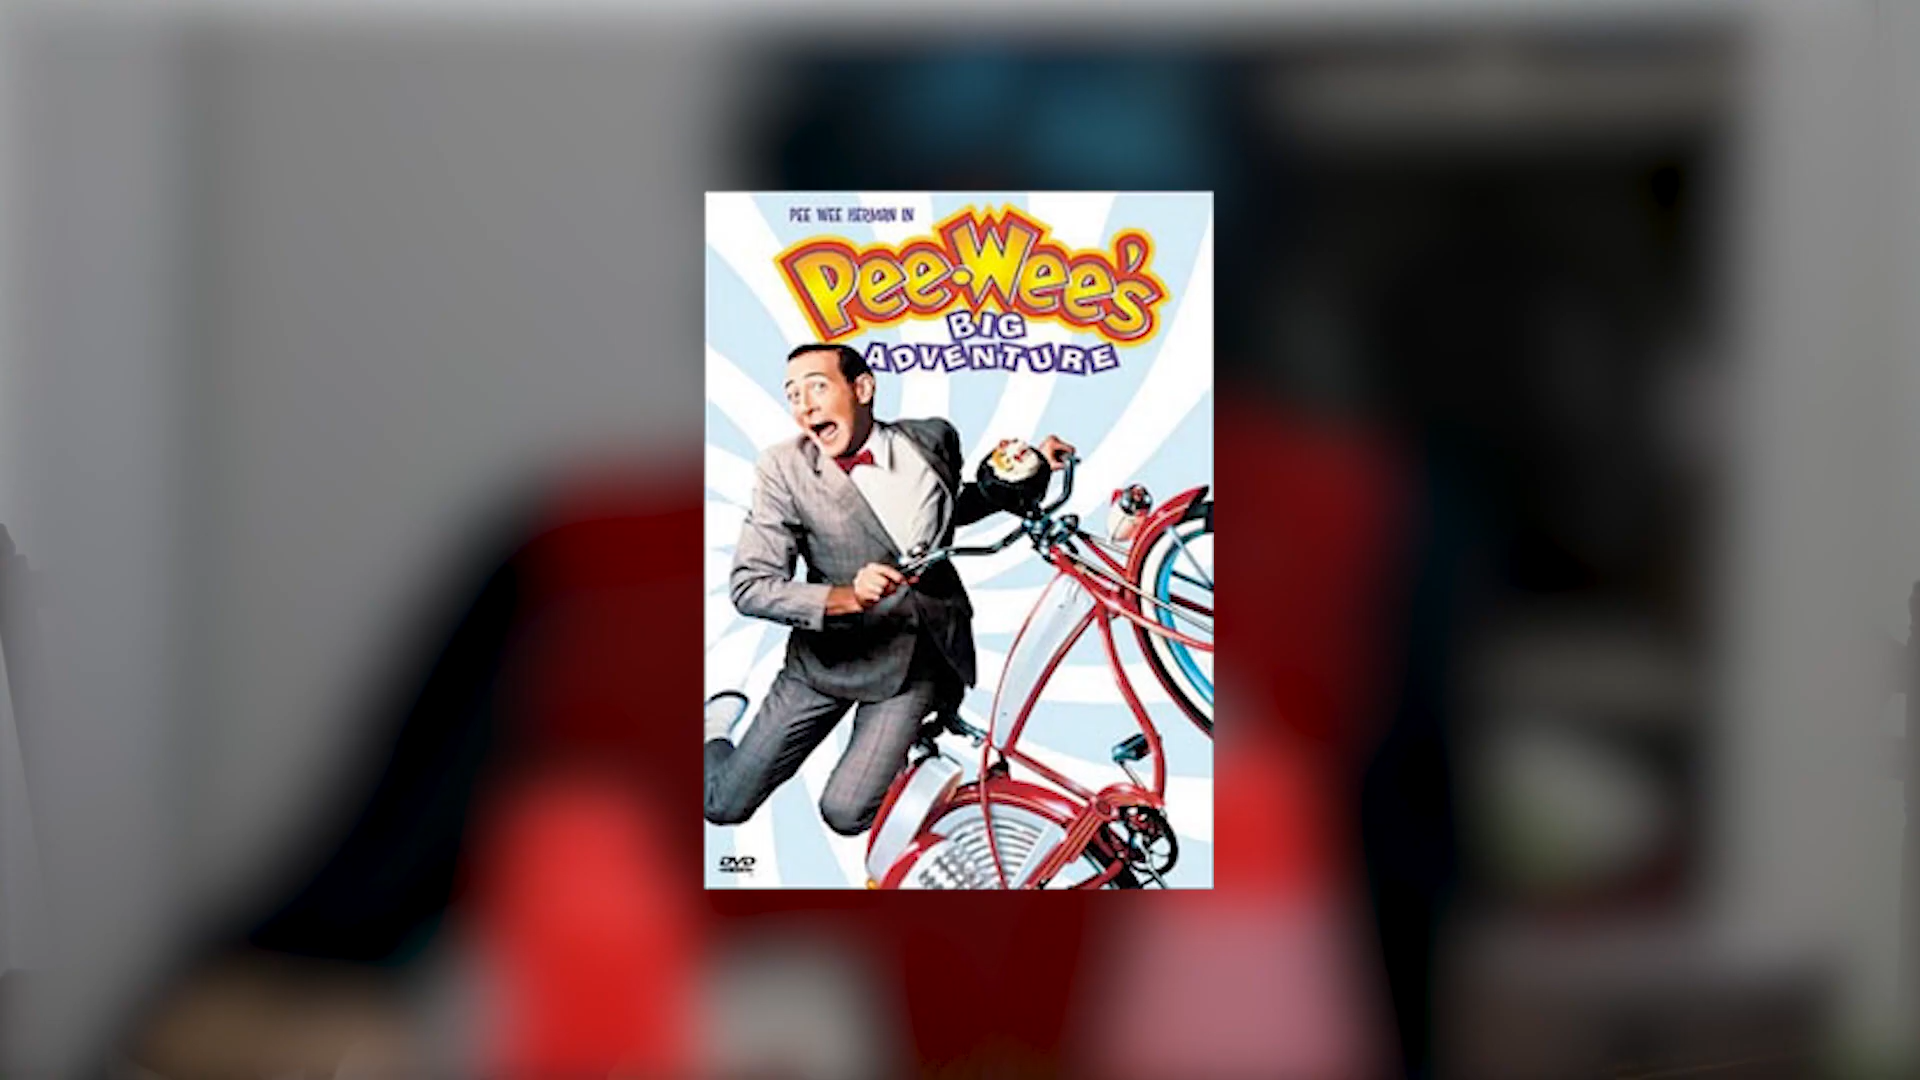 PEE WEE HERMAN IN
Pee-Wee's
BIG
ADVENTURE
DVD